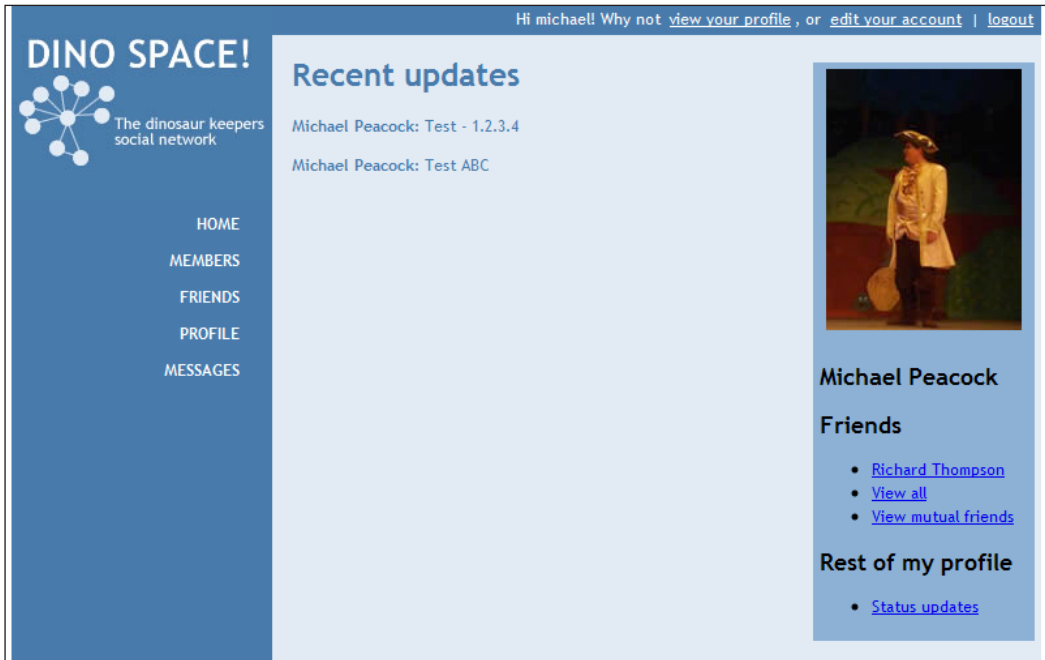 Hi michael! Why not view your profile , or edit your account | logout
DINO SPACE!
The dinosaur keepers
social network
HOME
MEMBERS
FRIENDS
PROFILE
MESSAGES
Recent updates
Michael Peacock: Test - 1.2.3.4
Michael Peacock: Test ABC
Michael Peacock
Friends
Richard Thompson
View all
View mutual friends
Rest of my profile
Status updates